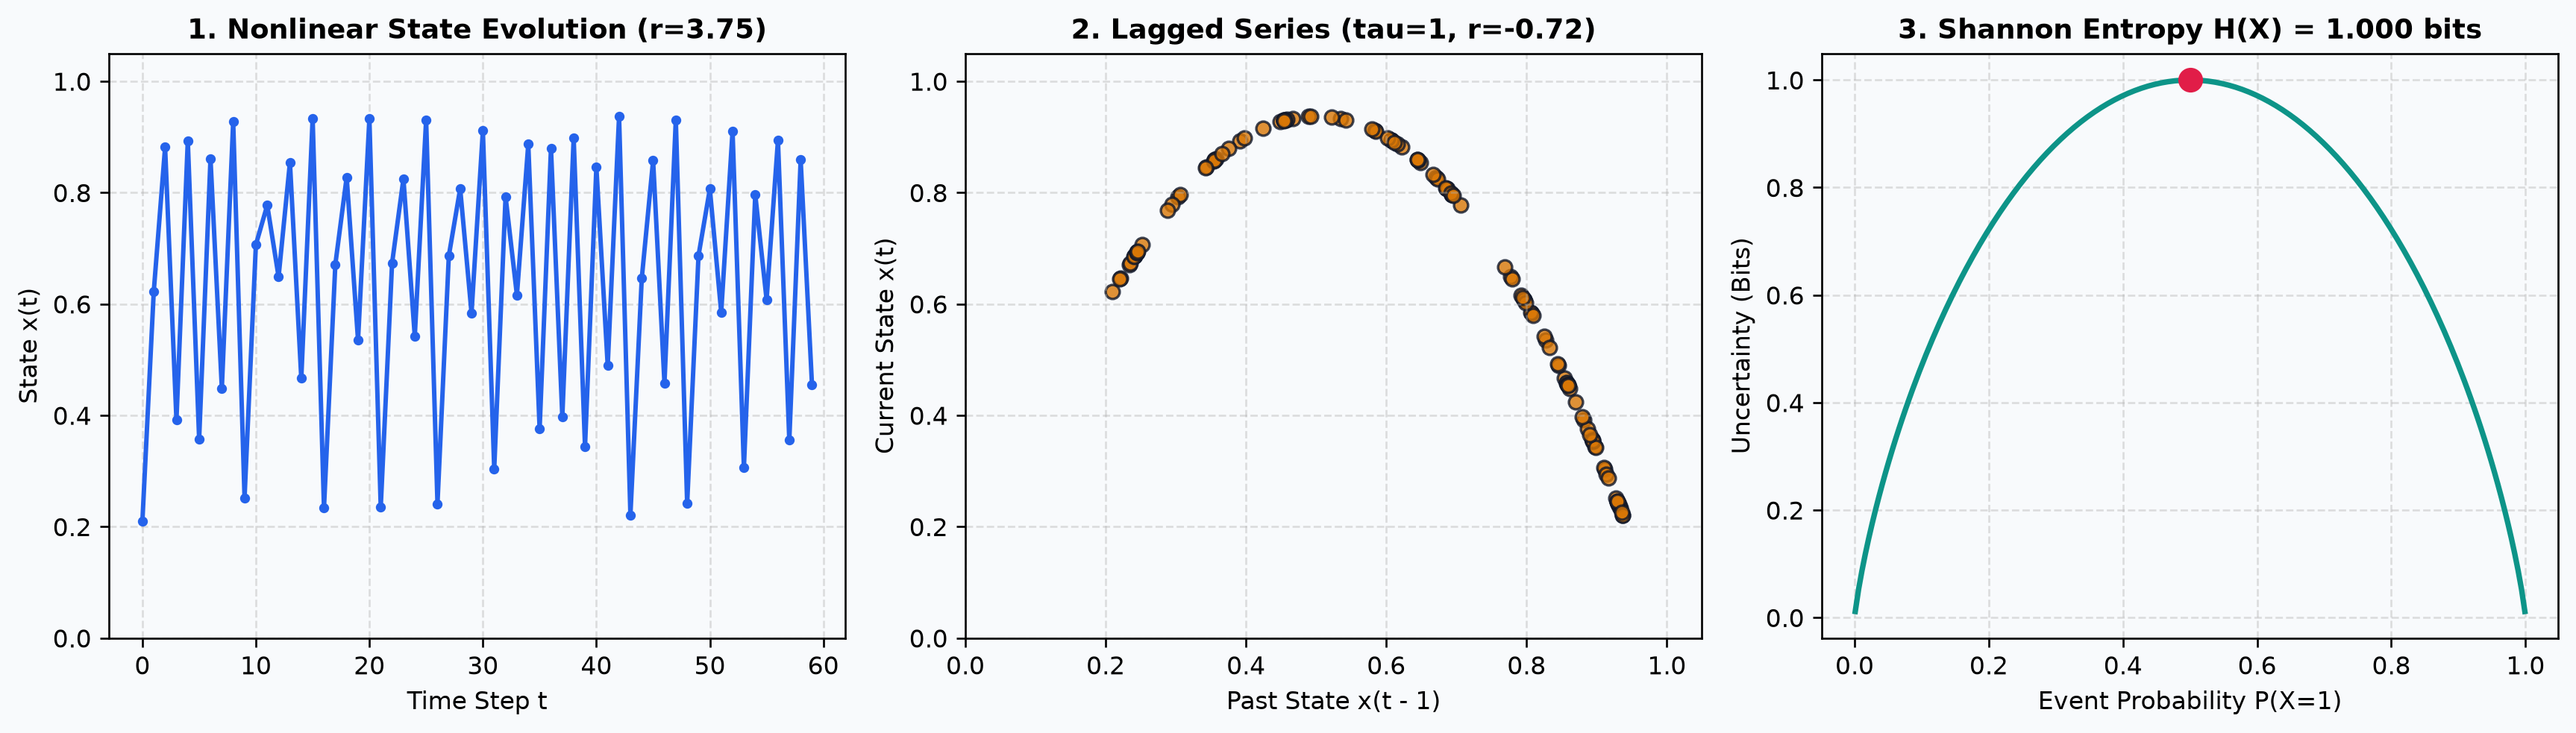 1. Nonlinear State Evolution (r=3.75)
1.0
0.8
0.6
0.4
0.2
0.0
State x(t)
0 10 20 30 40 50 60
Time Step t
2. Lagged Series (tau=1, r=-0.72)
1.0
0.8
0.6
0.4
0.2
0.0
Current State x(t)
0.0 0.2 0.4 0.6 0.8 1.0
Past State x(t - 1)
3. Shannon Entropy H(X) = 1.000 bits
1.0
0.8
0.6
0.4
0.2
0.0
Uncertainty (Bits)
0.0 0.2 0.4 0.6 0.8 1.0
Event Probability P(X=1)